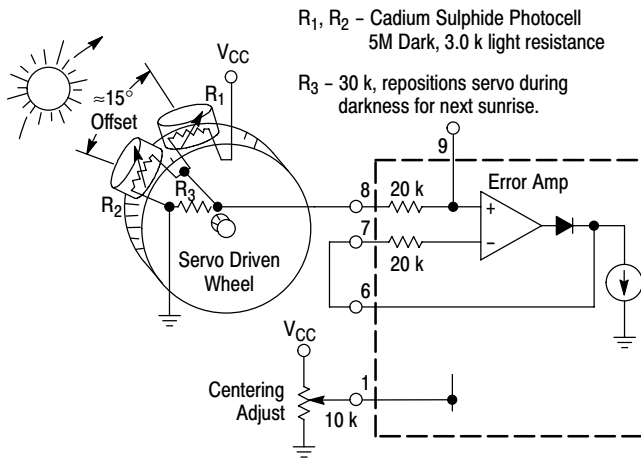 R1, R2 – Cadium Sulphide Photocell
5M Dark, 3.0 k light resistance
R3 – 30 k, repositions servo during
darkness for next sunrise.
VCC
≈15°
Offset
R1
R2
R3
Servo Driven
Wheel
9
8
20 k
Error Amp
+
7
–
20 k
6
VCC
Centering
Adjust
10 k
1